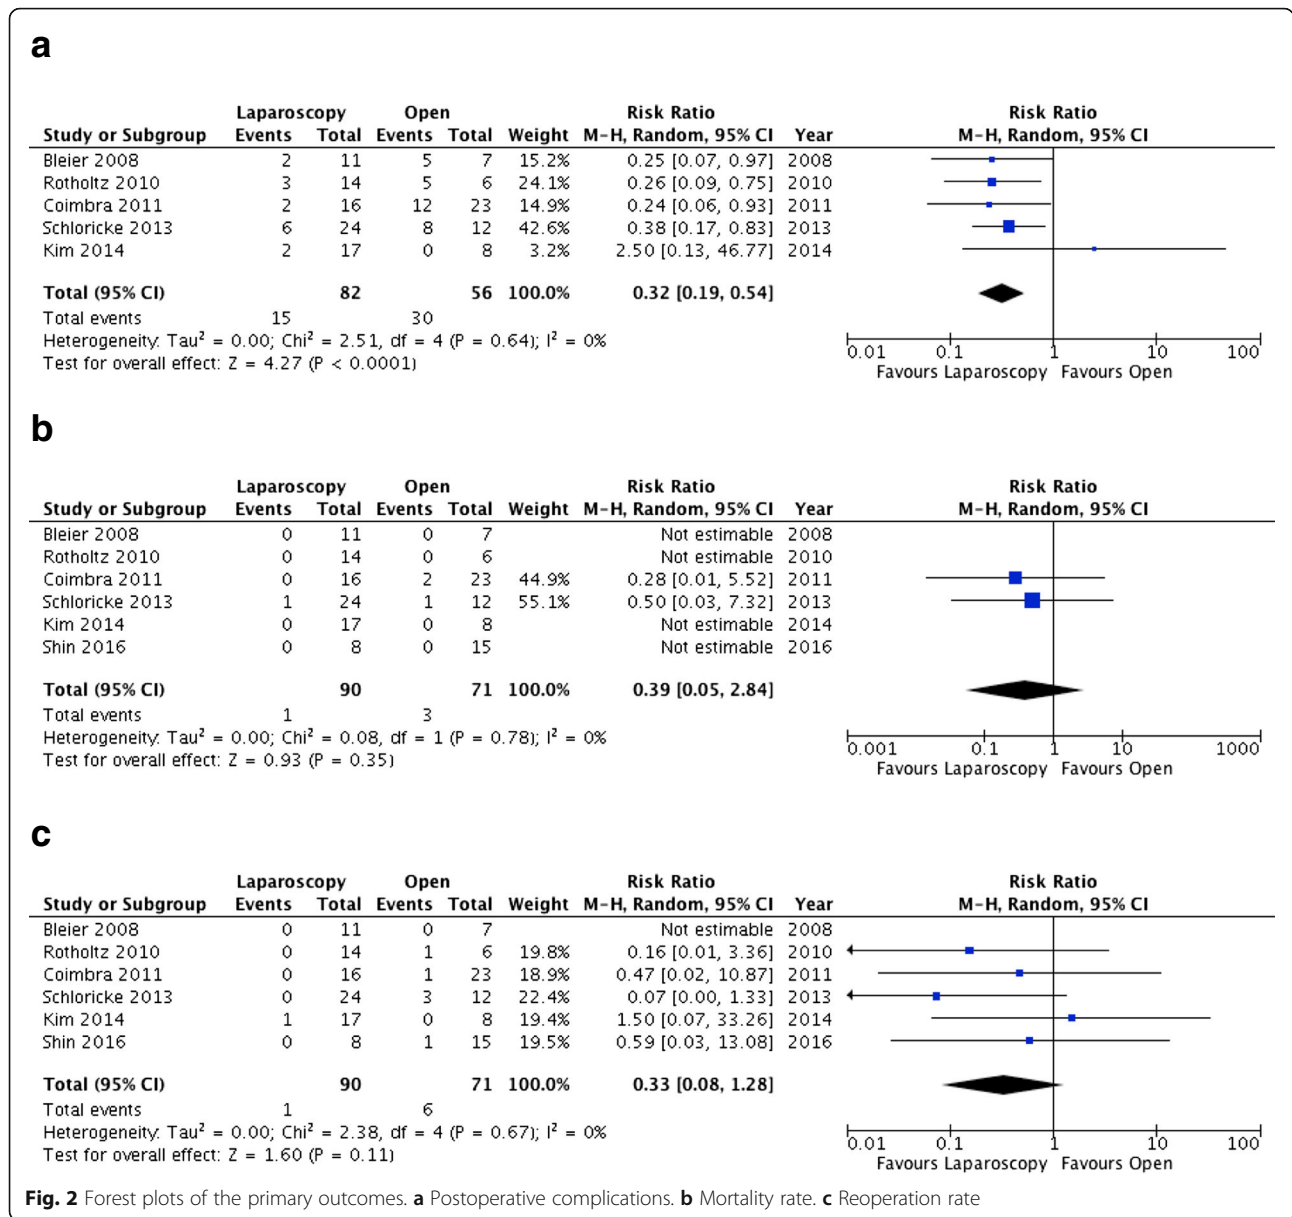 a
Laparoscopy Open Risk Ratio Risk Ratio
Study or Subgroup Events Total Events Total Weight M-H, Random, 95% CI Year M-H, Random, 95% CI
Bleier 2008 2 11 5 7 15.2% 0.25 [0.07, 0.97] 2008
Rotholtz 2010 3 14 5 6 24.1% 0.26 [0.09, 0.75] 2010
Coimbra 2011 2 16 12 23 14.9% 0.24 [0.06, 0.93] 2011
Schloricke 2013 6 24 8 12 42.6% 0.38 [0.17, 0.83] 2013
Kim 2014 2 17 0 8 3.2% 2.50 [0.13, 46.77] 2014
Total (95% CI) 82 56 100.0% 0.32 [0.19, 0.54]
Total events 15 30
Heterogeneity: Tau² = 0.00; Chi² = 2.51, df = 4 (P = 0.64); I² = 0%
Test for overall effect: Z = 4.27 (P < 0.0001)
0.01 0.1 1 10 100
Favours Laparoscopy Favours Open
b
Laparoscopy Open Risk Ratio Risk Ratio
Study or Subgroup Events Total Events Total Weight M-H, Random, 95% CI Year M-H, Random, 95% CI
Bleier 2008 0 11 0 7 Not estimable 2008
Rotholtz 2010 0 14 0 6 Not estimable 2010
Coimbra 2011 0 16 2 23 44.9% 0.28 [0.01, 5.52] 2011
Schloricke 2013 1 24 1 12 55.1% 0.50 [0.03, 7.32] 2013
Kim 2014 0 17 0 8 Not estimable 2014
Shin 2016 0 8 0 15 Not estimable 2016
Total (95% CI) 90 71 100.0% 0.39 [0.05, 2.84]
Total events 1 3
Heterogeneity: Tau² = 0.00; Chi² = 0.08, df = 1 (P = 0.78); I² = 0%
Test for overall effect: Z = 0.93 (P = 0.35)
0.001 0.1 1 10 1000
Favours Laparoscopy Favours Open
c
Laparoscopy Open Risk Ratio Risk Ratio
Study or Subgroup Events Total Events Total Weight M-H, Random, 95% CI Year M-H, Random, 95% CI
Bleier 2008 0 11 0 7 Not estimable 2008
Rotholtz 2010 0 14 1 6 19.8% 0.16 [0.01, 3.36] 2010
Coimbra 2011 0 16 1 23 18.9% 0.47 [0.02, 10.87] 2011
Schloricke 2013 0 24 3 12 22.4% 0.07 [0.00, 1.33] 2013
Kim 2014 1 17 0 8 19.4% 1.50 [0.07, 33.26] 2014
Shin 2016 0 8 1 15 19.5% 0.59 [0.03, 13.08] 2016
Total (95% CI) 90 71 100.0% 0.33 [0.08, 1.28]
Total events 1 6
Heterogeneity: Tau² = 0.00; Chi² = 2.38, df = 4 (P = 0.67); I² = 0%
Test for overall effect: Z = 1.60 (P = 0.11)
0.01 0.1 1 10 100
Favours Laparoscopy Favours Open
Fig. 2 Forest plots of the primary outcomes. a Postoperative complications. b Mortality rate. c Reoperation rate